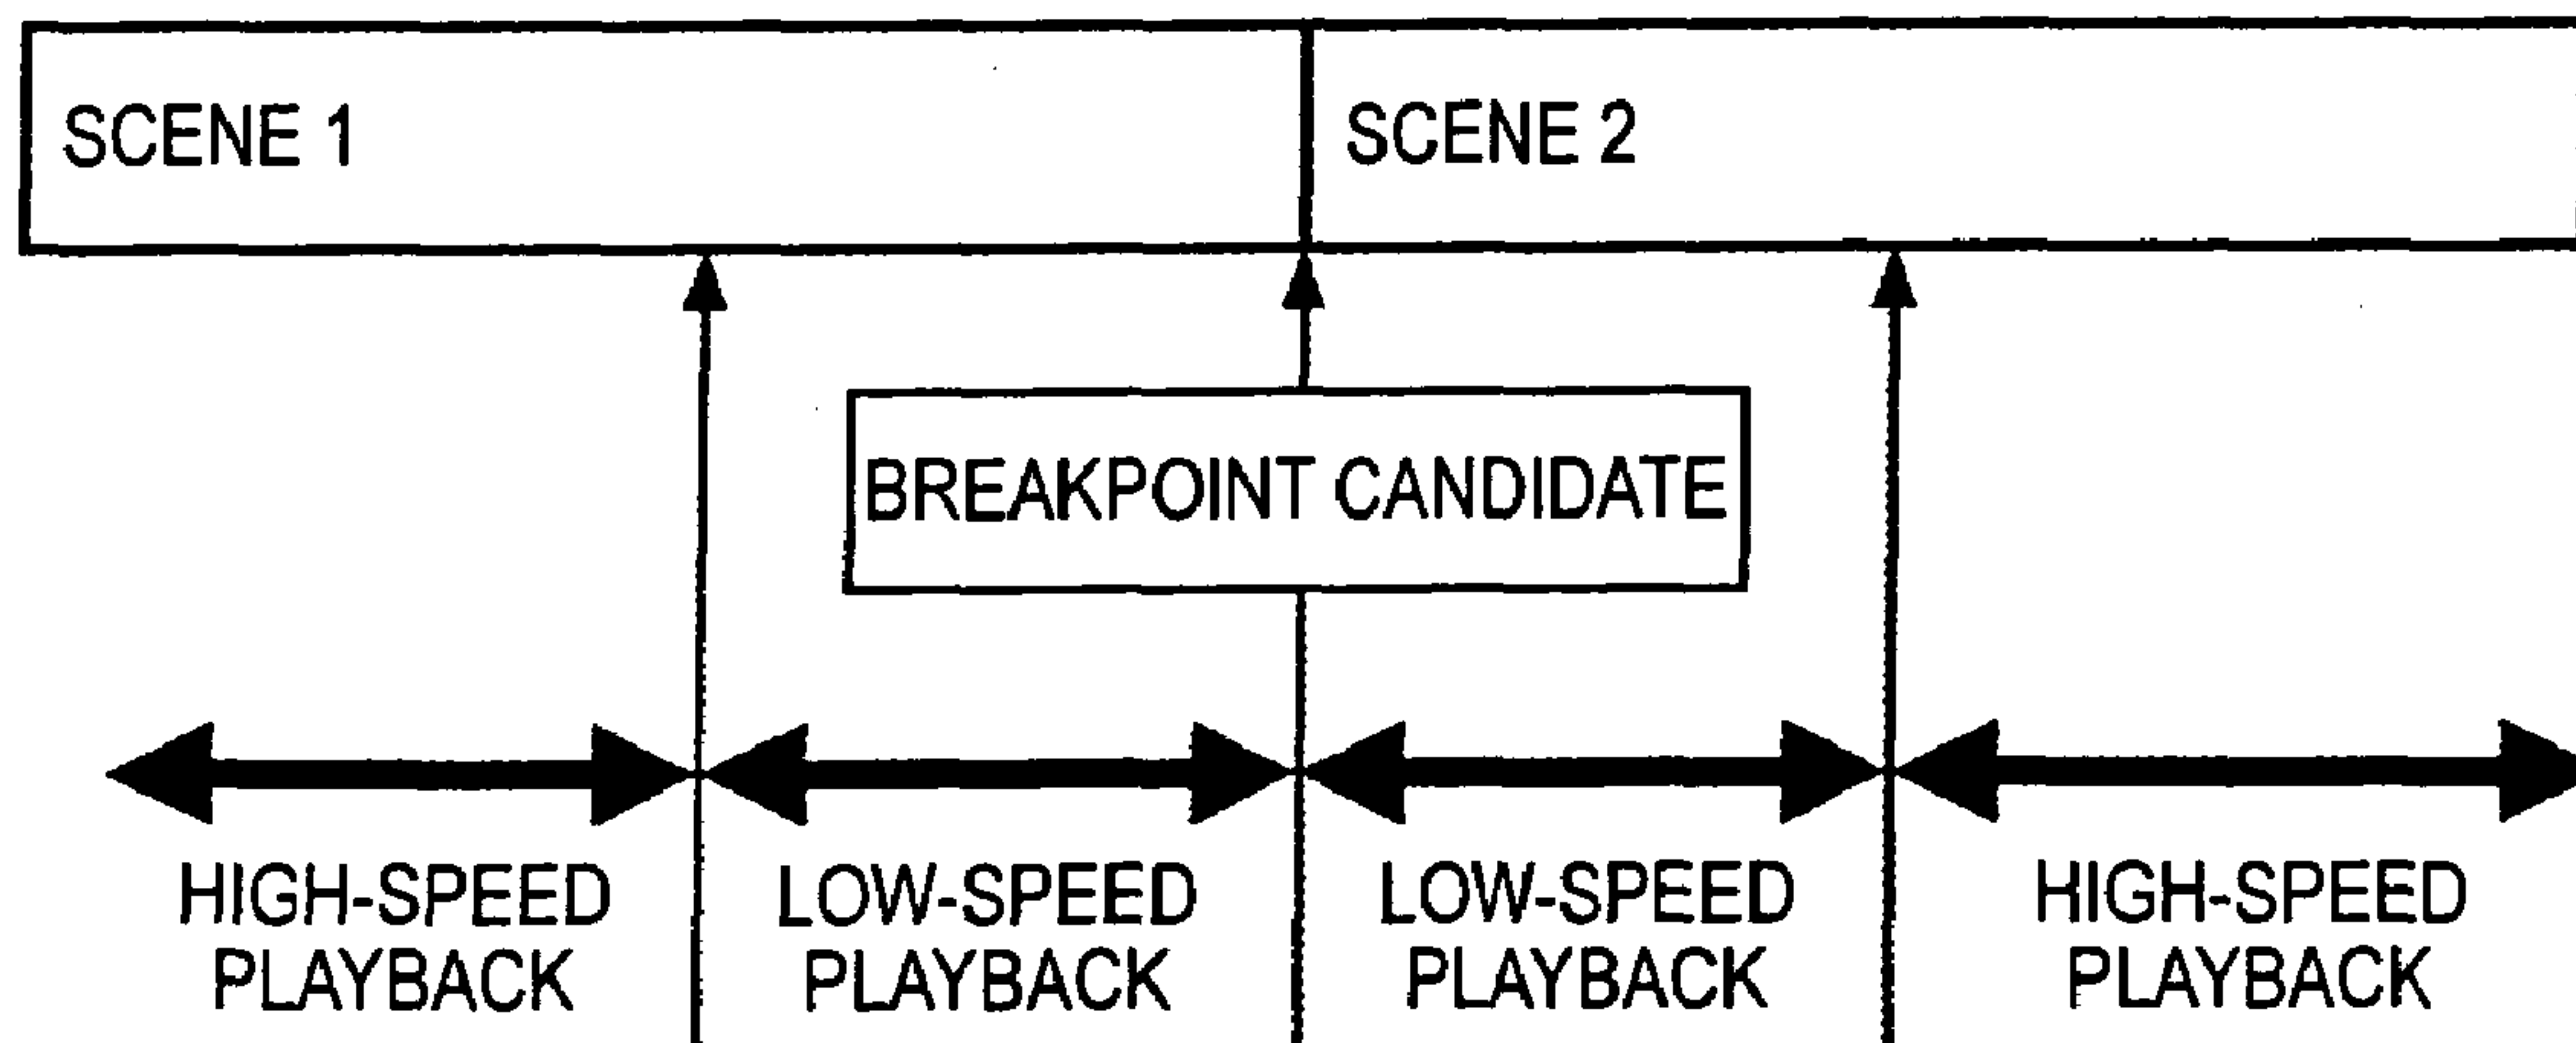 SCENE 1
SCENE 2
BREAKPOINT CANDIDATE
HIGH-SPEED
PLAYBACK
LOW-SPEED
PLAYBACK
LOW-SPEED
PLAYBACK
HIGH-SPEED
PLAYBACK